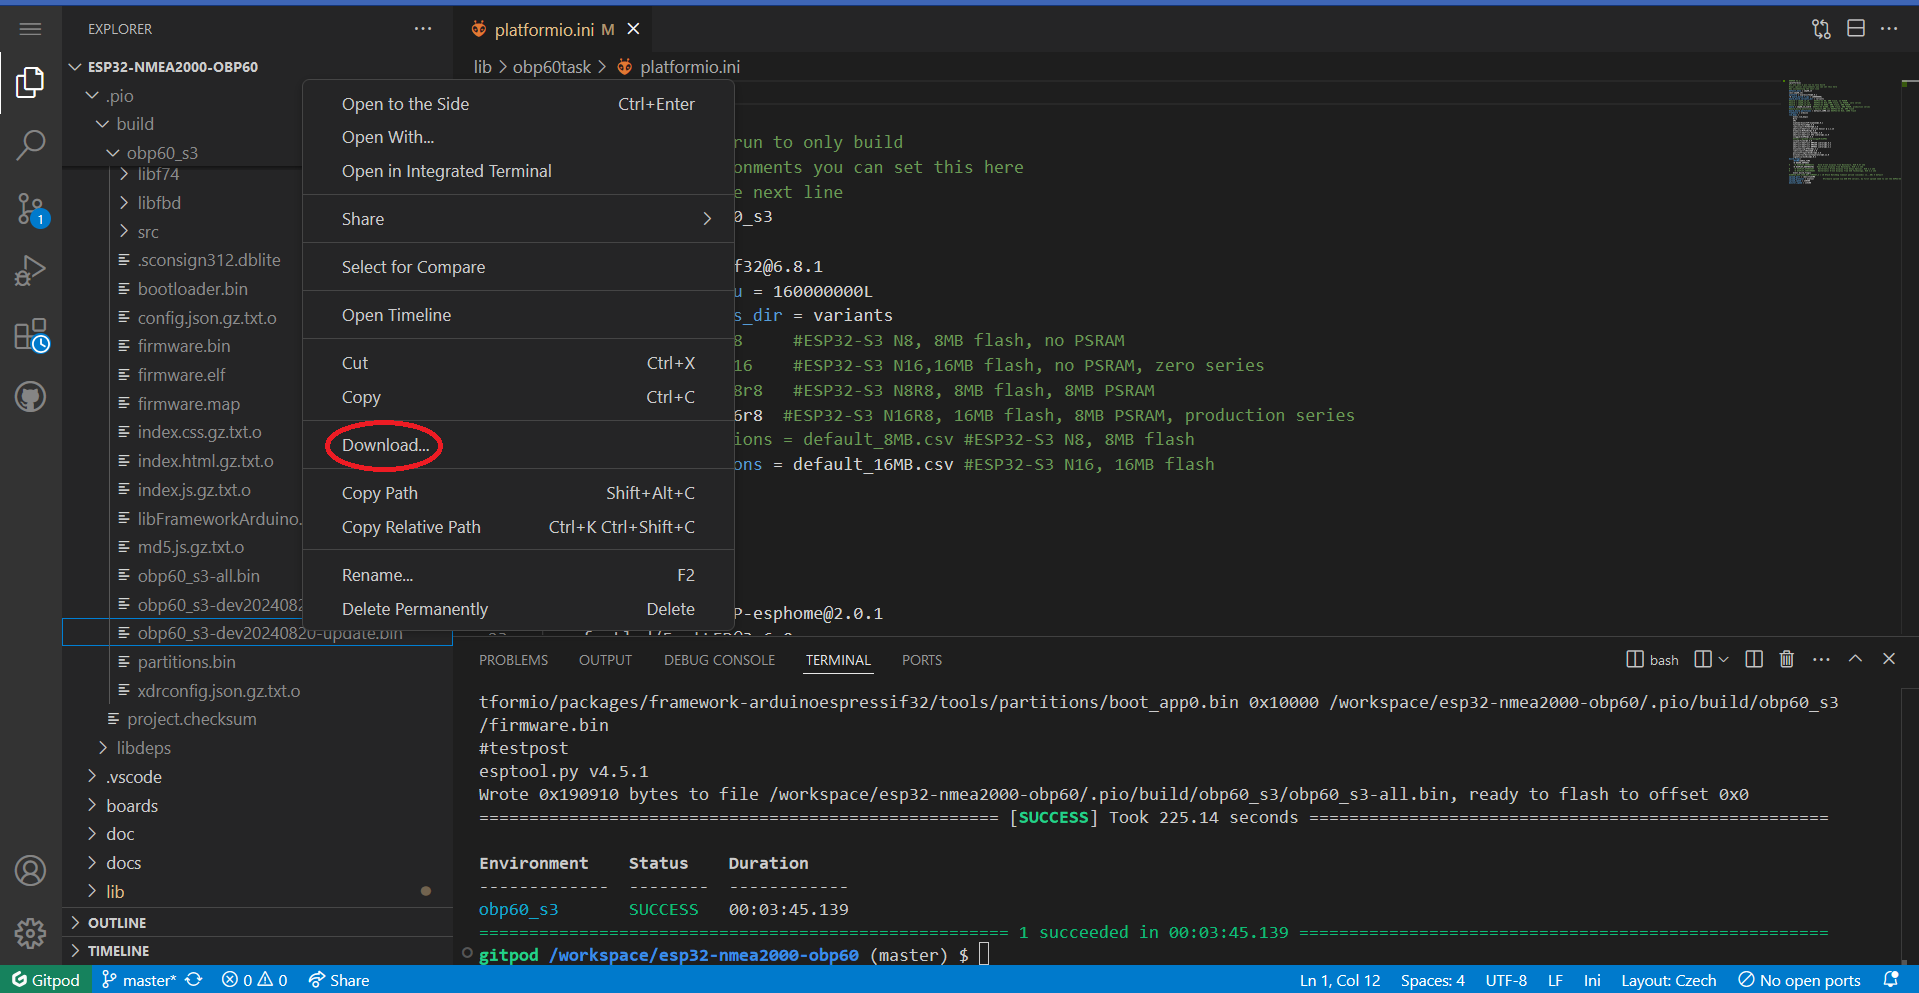 EXPLORER
ESP32-NMEA2000-OBP60
.pio
build
obp60_s3
libf74
libfbd
src
.sconsign312.dblite
bootloader.bin
config.json.gz.txt.o
firmware.bin
firmware.elf
firmware.map
index.css.gz.txt.o
index.html.gz.txt.o
index.js.gz.txt.o
libFrameworkArduino.
md5.js.gz.txt.o
obp60_s3-all.bin
obp60_s3-dev2024082
obp60_s3-dev20240820-update.bin
partitions.bin
xdrconfig.json.gz.txt.o
project.checksum
libdeps
.vscode
boards
doc
docs
lib
OUTLINE
TIMELINE
1
Open to the Side Ctrl+Enter
Open With...
Open in Integrated Terminal
Share
Select for Compare
Open Timeline
Cut Ctrl+X
Copy Ctrl+C
Download...
Copy Path Shift+Alt+C
Copy Relative Path Ctrl+K Ctrl+Shift+C
Rename... F2
Delete Permanently Delete
platformio.ini M
lib > obp60task > platformio.ini
run to only build
onments you can set this here
e next line
0_s3
f32@6.8.1
u = 160000000L
s_dir = variants
8 #ESP32-S3 N8, 8MB flash, no PSRAM
16 #ESP32-S3 N16,16MB flash, no PSRAM, zero series
8r8 #ESP32-S3 N8R8, 8MB flash, 8MB PSRAM
6r8 #ESP32-S3 N16R8, 16MB flash, 8MB PSRAM, production series
ions = default_8MB.csv #ESP32-S3 N8, 8MB flash
ons = default_16MB.csv #ESP32-S3 N16, 16MB flash
P-esphome@2.0.1
PROBLEMS OUTPUT DEBUG CONSOLE TERMINAL PORTS
bash
tformio/packages/framework-arduinoespressif32/tools/partitions/boot_app0.bin 0x10000 /workspace/esp32-nmea2000-obp60/.pio/build/obp60_s3
/firmware.bin
#testpost
esptool.py v4.5.1
Wrote 0x190910 bytes to file /workspace/esp32-nmea2000-obp60/.pio/build/obp60_s3/obp60_s3-all.bin, ready to flash to offset 0x0
==================================================== [SUCCESS] Took 225.14 seconds ====================================================
Environment Status Duration
------------- -------- ------------
obp60_s3 SUCCESS 00:03:45.139
===================================================== 1 succeeded in 00:03:45.139 =====================================================
gitpod /workspace/esp32-nmea2000-obp60 (master) $
Gitpod master* 0 0 Share
Ln 1, Col 12 Spaces: 4 UTF-8 LF Ini Layout: Czech No open ports